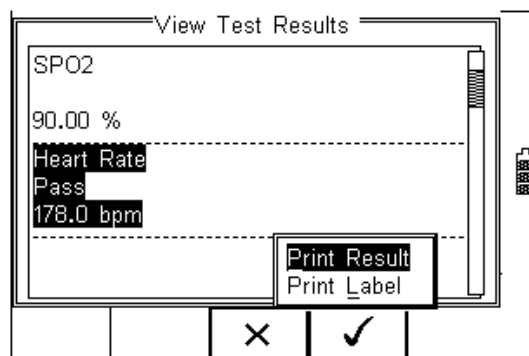 View Test Results
SPO2
90.00 %
Heart Rate
Pass
178.0 bpm
Print Result
Print Label